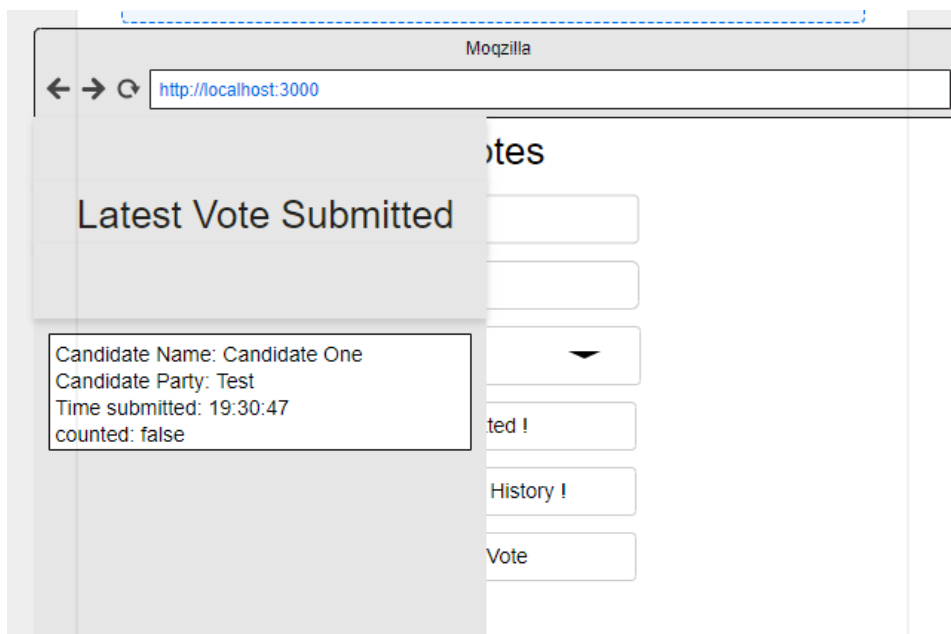 Moqzilla
http://localhost:3000
otes
Latest Vote Submitted
Candidate Name: Candidate One
Candidate Party: Test
Time submitted: 19:30:47
counted: false
ted !
History !
Vote